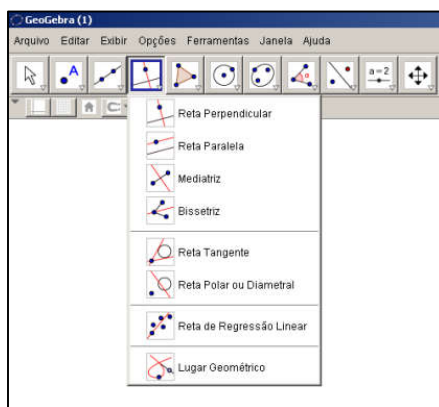 GeoGebra (1)
Arquivo Editar Exibir Opções Ferramentas Janela Ajuda
A
α
a=2
Reta Perpendicular
Reta Paralela
Mediatriz
Bissetriz
Reta Tangente
Reta Polar ou Diametral
Reta de Regressão Linear
Lugar Geométrico